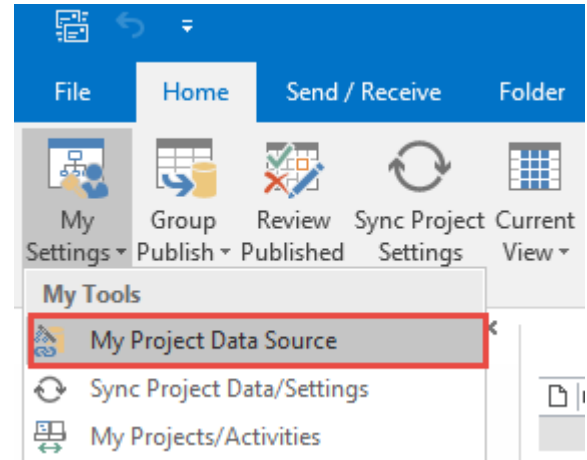 File Home Send / Receive Folder
My Group Review Sync Project Current
Settings Publish Published Settings View
My Tools
My Project Data Source
Sync Project Data/Settings
My Projects/Activities